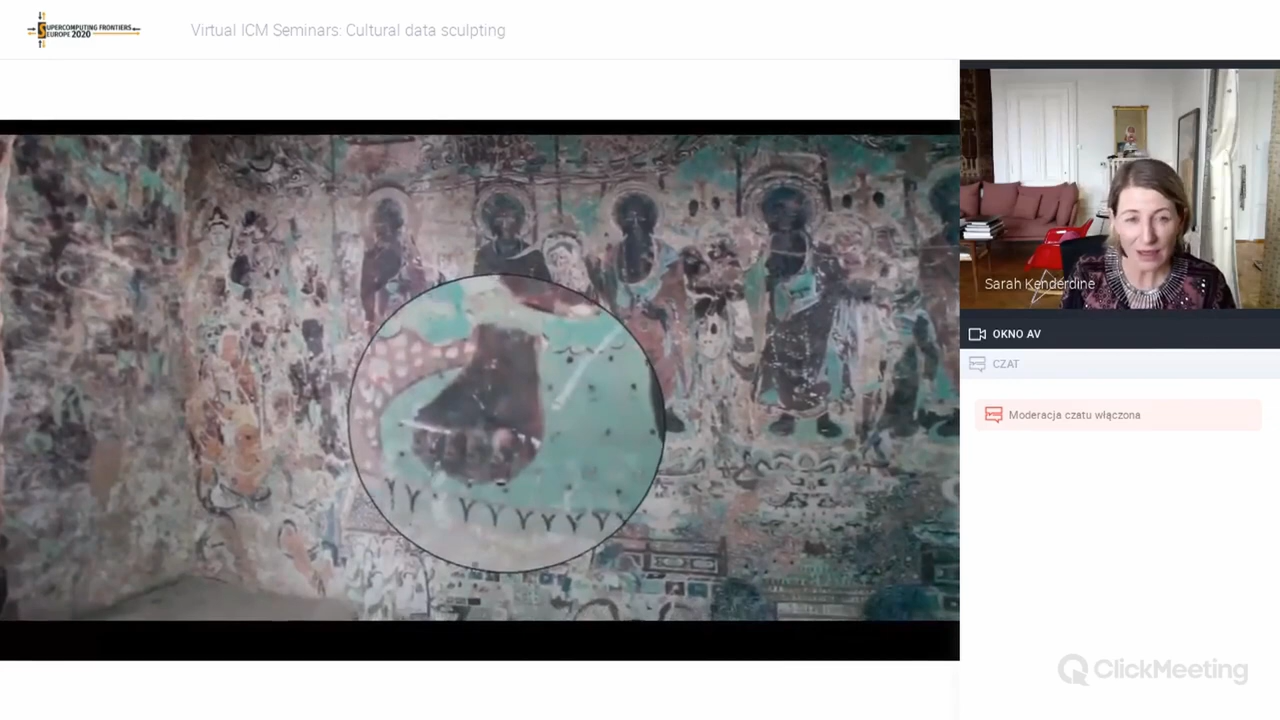 SUPERCOMPUTING FRONTIERS
EUROPE 2020
Virtual ICM Seminars: Cultural data sculpting
Sarah Kenderdine
OKNO AV
CZAT
Moderacja czatu włączona
ClickMeeting